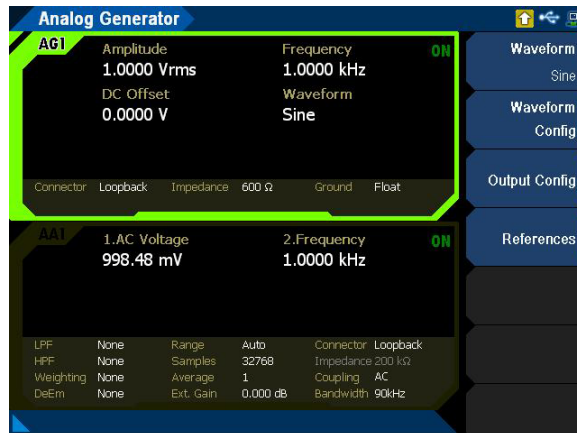 Analog Generator
AG1
Amplitude Frequency ON
1.0000 Vrms 1.0000 kHz
DC Offset Waveform
0.0000 V Sine
Connector Loopback Impedance 600 Ω Ground Float
AA1
1.AC Voltage 2.Frequency ON
998.48 mV 1.0000 kHz
LPF None Range Auto Connector Loopback
HPF None Samples 32768 Impedance 200 kΩ
Weighting None Average 1 Coupling AC
DeEm None Ext. Gain 0.000 dB Bandwidth 90kHz
Waveform
Sine
Waveform
Config
Output Config
References